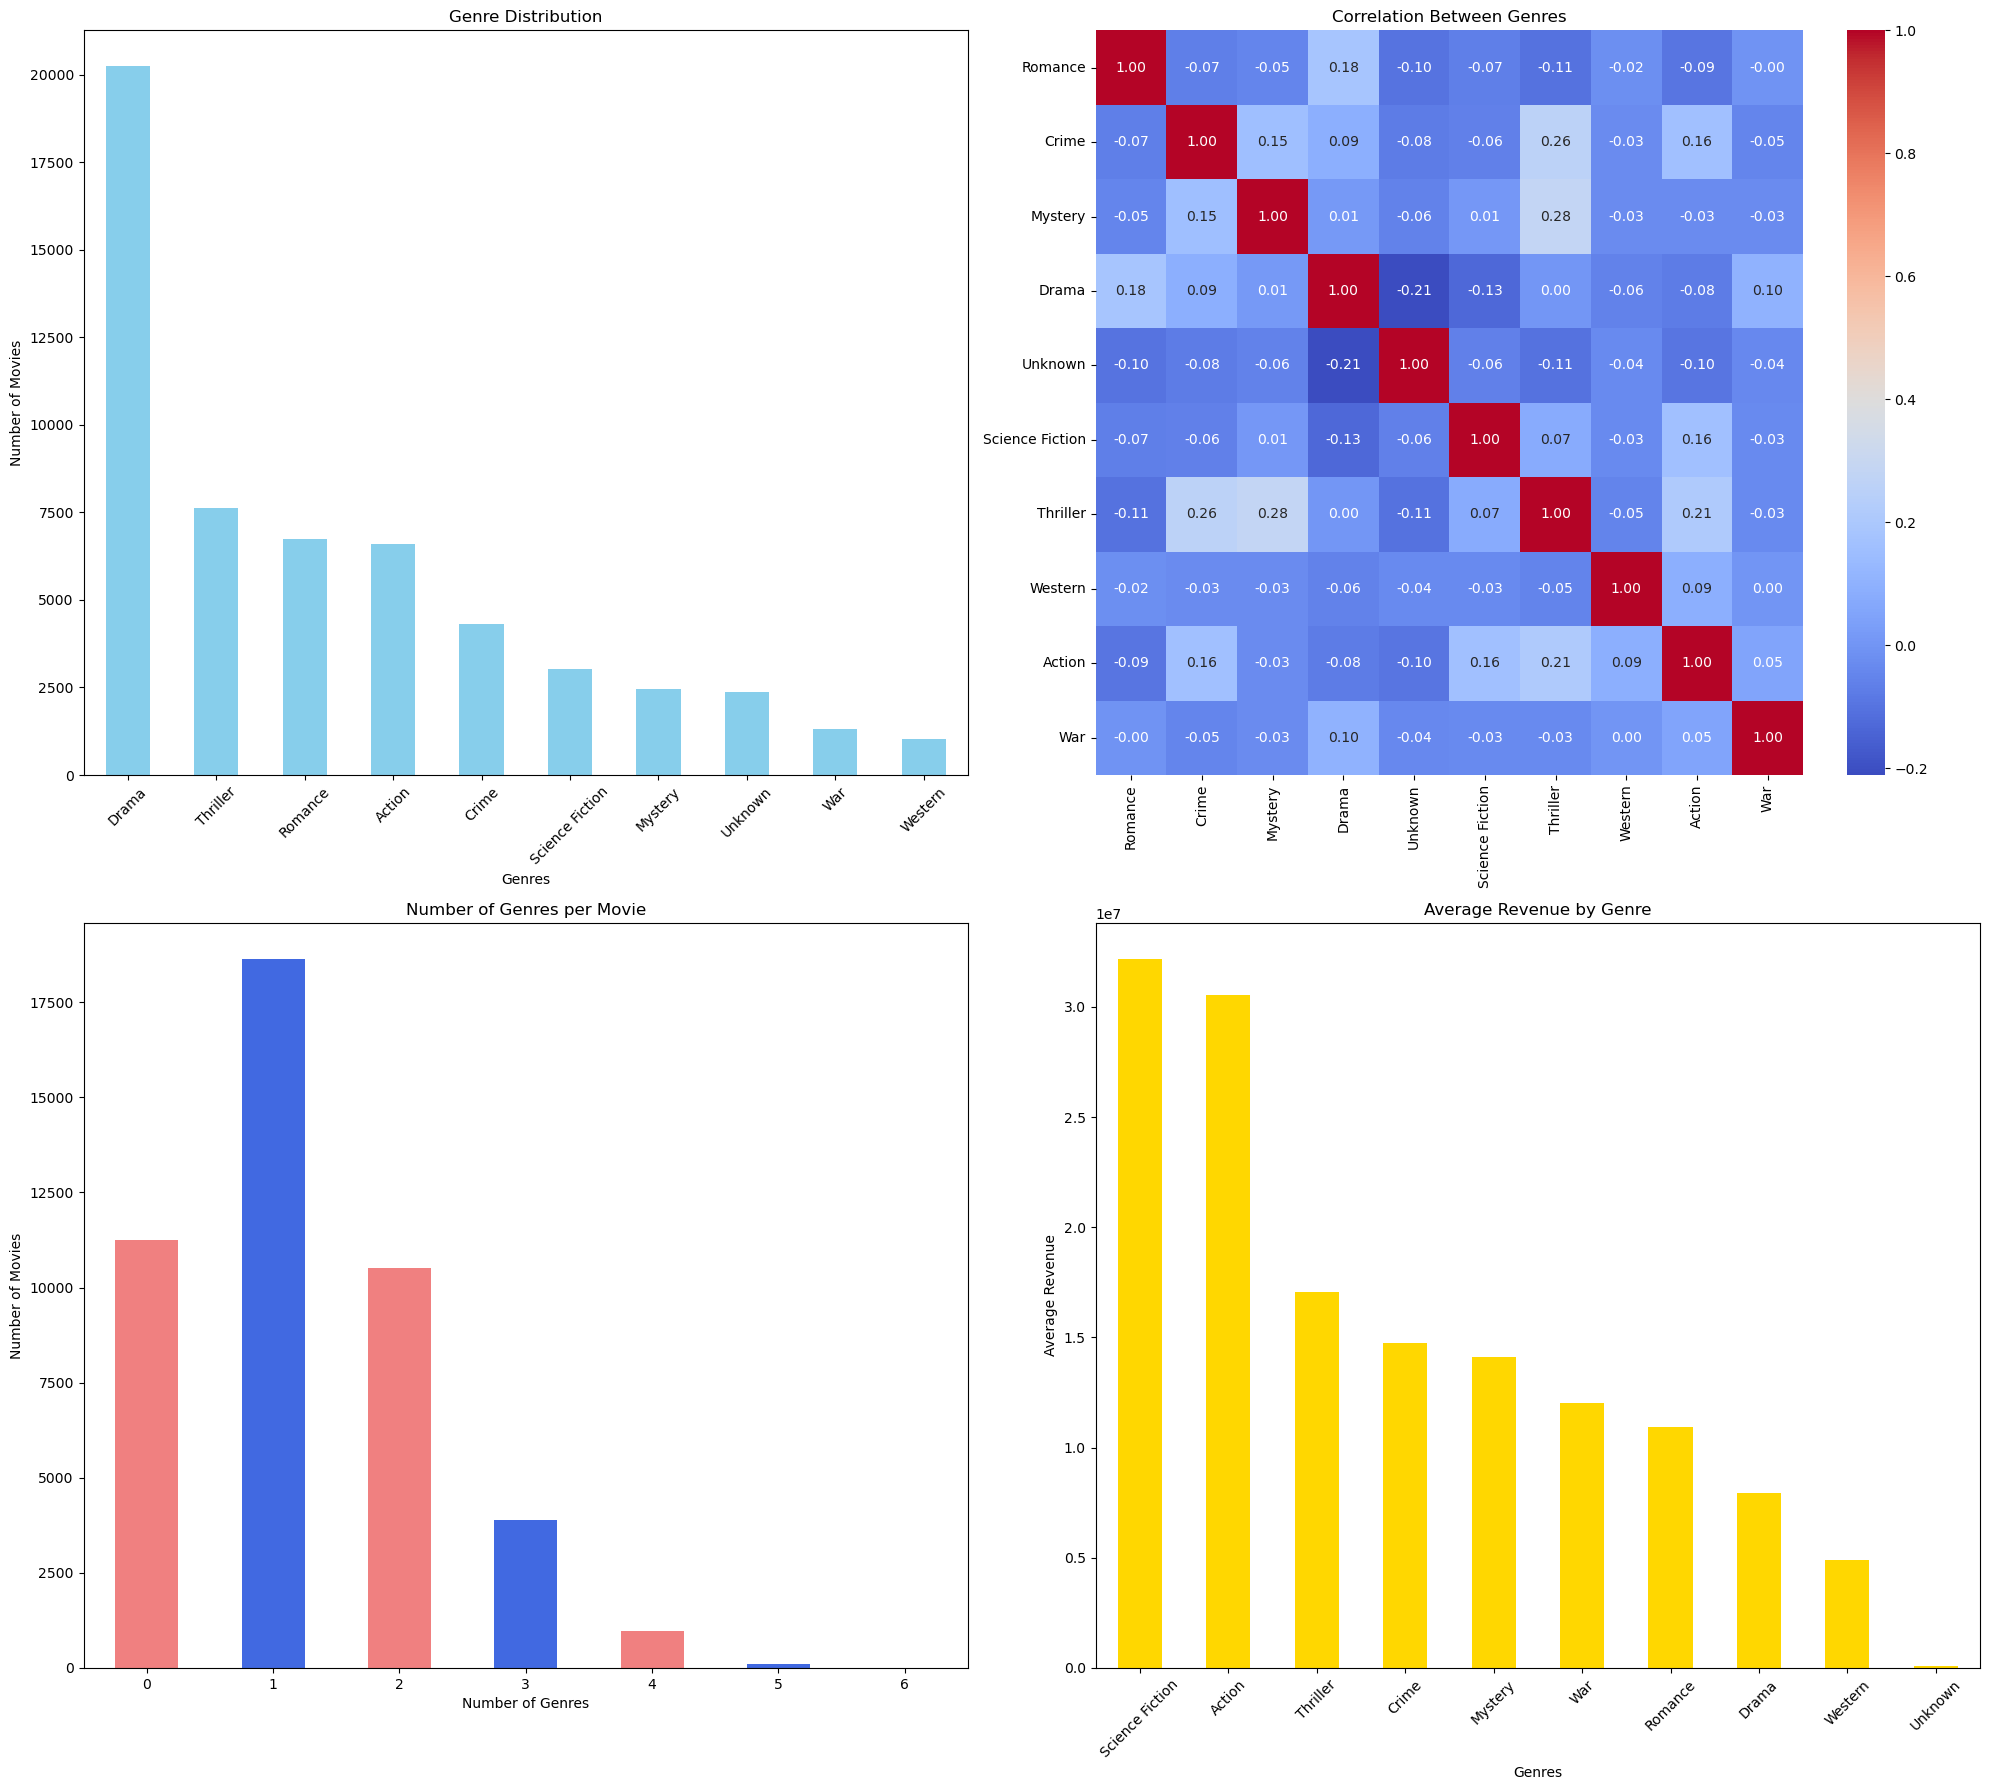 Genre Distribution
Number of Movies
20000
17500
15000
12500
10000
7500
5000
2500
0
Drama Thriller Romance Action Crime Science Fiction Mystery Unknown War Western
Genres
Correlation Between Genres
Romance 1.00 -0.07 -0.05 0.18 -0.10 -0.07 -0.11 -0.02 -0.09 -0.00
Crime -0.07 1.00 0.15 0.09 -0.08 -0.06 0.26 -0.03 0.16 -0.05
Mystery -0.05 0.15 1.00 0.01 -0.06 0.01 0.28 -0.03 -0.03 -0.03
Drama 0.18 0.09 0.01 1.00 -0.21 -0.13 0.00 -0.06 -0.08 0.10
Unknown -0.10 -0.08 -0.06 -0.21 1.00 -0.06 -0.11 -0.04 -0.10 -0.04
Science Fiction -0.07 -0.06 0.01 -0.13 -0.06 1.00 0.07 -0.03 0.16 -0.03
Thriller -0.11 0.26 0.28 0.00 -0.11 0.07 1.00 -0.05 0.21 -0.03
Western -0.02 -0.03 -0.03 -0.06 -0.04 -0.03 -0.05 1.00 0.09 0.00
Action -0.09 0.16 -0.03 -0.08 -0.10 0.16 0.21 0.09 1.00 0.05
War -0.00 -0.05 -0.03 0.10 -0.04 -0.03 -0.03 0.00 0.05 1.00
Romance Crime Mystery Drama Unknown Science Fiction Thriller Western Action War
1.0
0.8
0.6
0.4
0.2
0.0
−0.2
Number of Genres per Movie
Number of Movies
17500
15000
12500
10000
7500
5000
2500
0
0 1 2 3 4 5 6
Number of Genres
Average Revenue by Genre
1e7
Average Revenue
3.0
2.5
2.0
1.5
1.0
0.5
0.0
Science Fiction Action Thriller Crime Mystery War Romance Drama Western Unknown
Genres